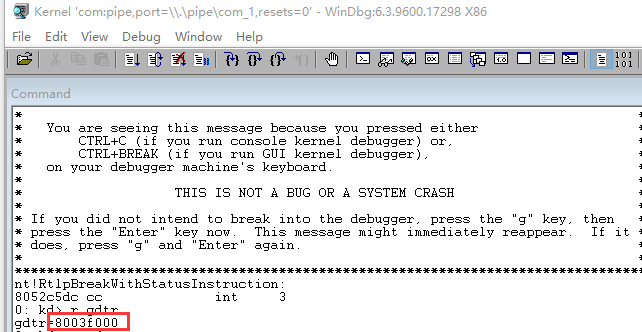 Kernel 'com:pipe,port=\\.\pipe\com_1,resets=0' - WinDbg:6.3.9600.17298 X86
File Edit View Debug Window Help
101
101
Command
* *
* You are seeing this message because you pressed either *
* CTRL+C (if you run console kernel debugger) or, *
* CTRL+BREAK (if you run GUI kernel debugger), *
* on your debugger machine's keyboard. *
* *
* THIS IS NOT A BUG OR A SYSTEM CRASH *
* *
* If you did not intend to break into the debugger, press the "g" key, then *
* press the "Enter" key now. This message might immediately reappear. If it *
* does, press "g" and "Enter" again. *
* *
*******************************************************************************
nt!RtlpBreakWithStatusInstruction:
8052c5dc cc int 3
0: kd> r gdtr
gdtr=8003f000